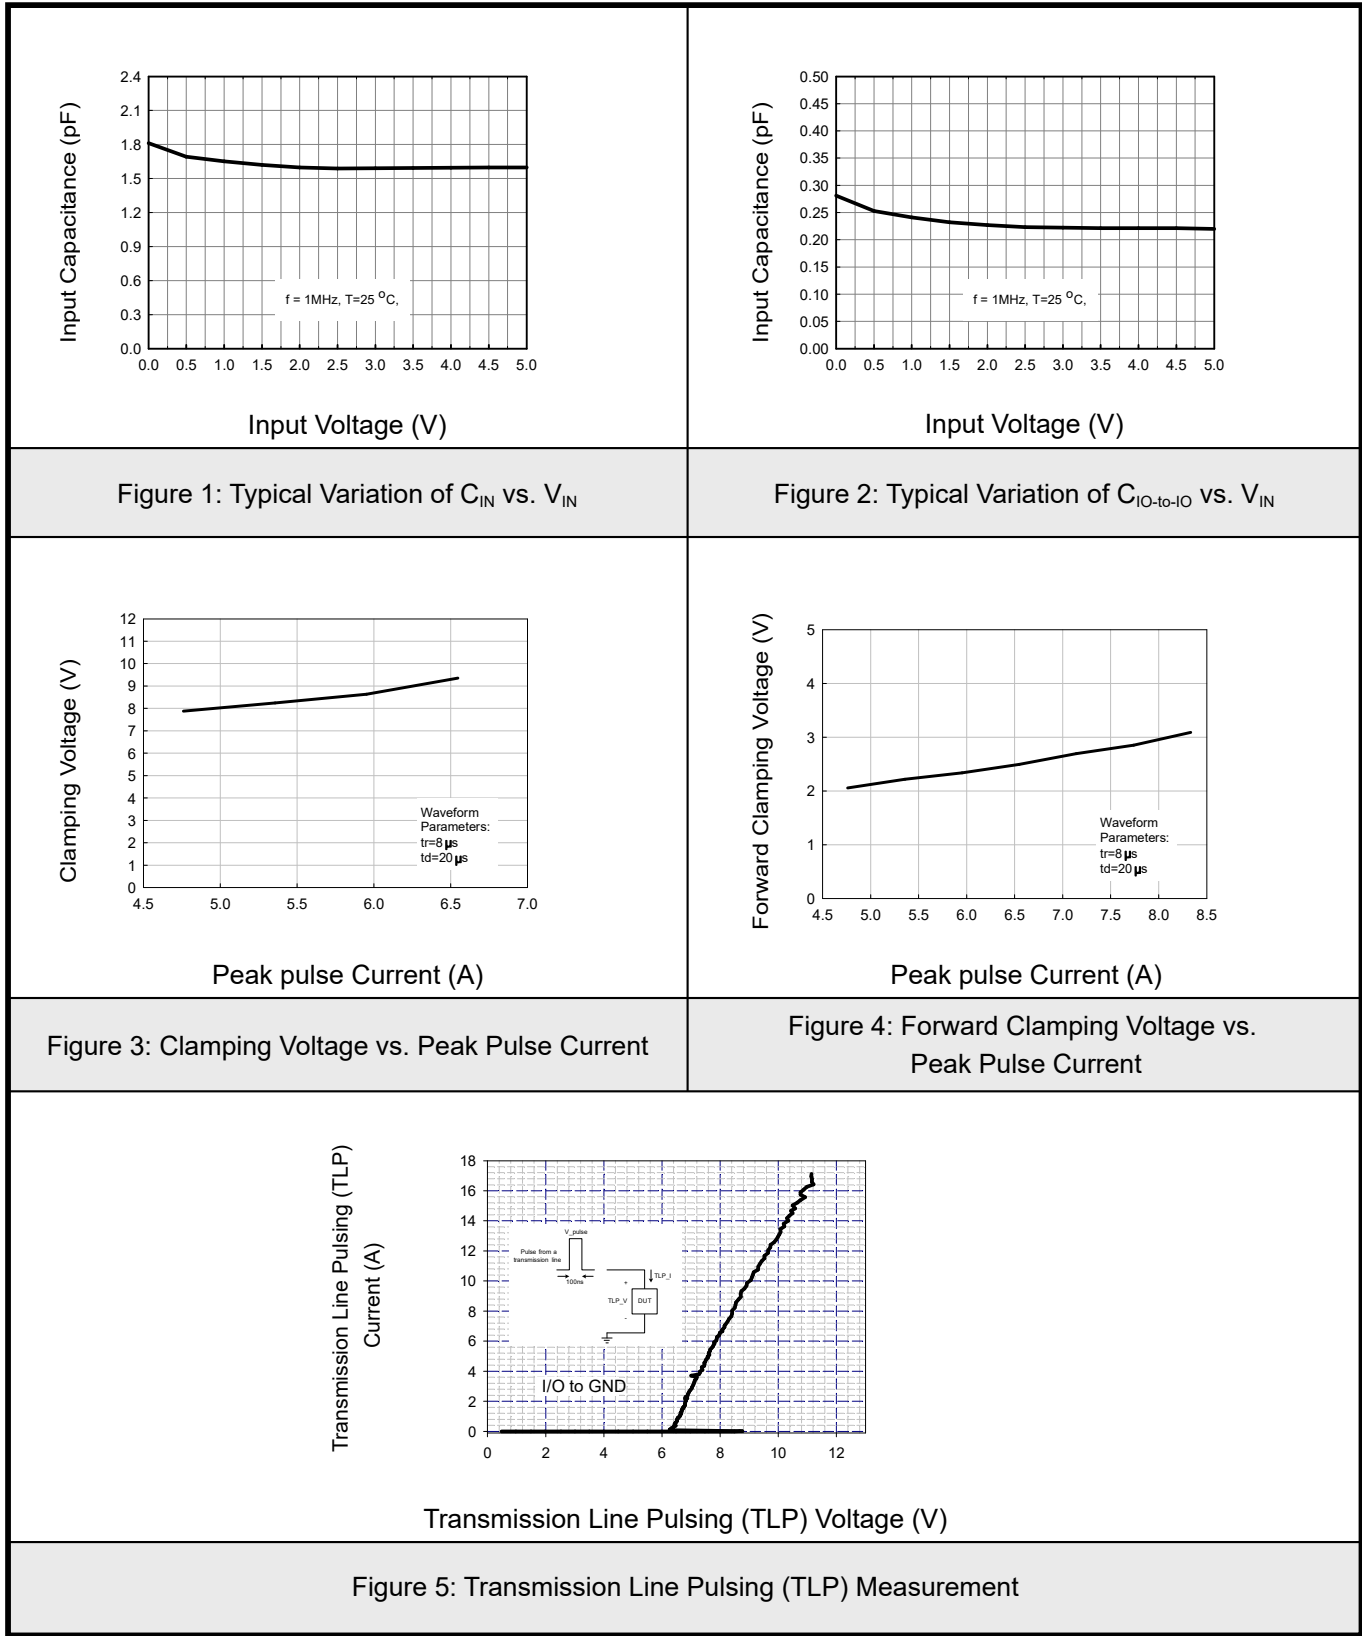 Input Capacitance (pF)
2.4
2.1
1.8
1.5
1.2
0.9
0.6
0.3
0.0
f = 1MHz, T=25 °C,
0.0 0.5 1.0 1.5 2.0 2.5 3.0 3.5 4.0 4.5 5.0
Input Voltage (V)
Figure 1: Typical Variation of C_IN vs. V_IN
Input Capacitance (pF)
0.50
0.45
0.40
0.35
0.30
0.25
0.20
0.15
0.10
0.05
0.00
f = 1MHz, T=25 °C,
0.0 0.5 1.0 1.5 2.0 2.5 3.0 3.5 4.0 4.5 5.0
Input Voltage (V)
Figure 2: Typical Variation of C_IO-to-IO vs. V_IN
Clamping Voltage (V)
12
11
10
9
8
7
6
5
4
3
2
1
0
Waveform
Parameters:
tr=8μs
td=20μs
4.5 5.0 5.5 6.0 6.5 7.0
Peak pulse Current (A)
Figure 3: Clamping Voltage vs. Peak Pulse Current
Forward Clamping Voltage (V)
5
4
3
2
1
0
Waveform
Parameters:
tr=8μs
td=20μs
4.5 5.0 5.5 6.0 6.5 7.0 7.5 8.0 8.5
Peak pulse Current (A)
Figure 4: Forward Clamping Voltage vs.
Peak Pulse Current
Transmission Line Pulsing (TLP)
Current (A)
18
16
14
12
10
8
6
4
2
0
V_pulse
Pulse from a
transmission line
100ns
TLP_I
+
TLP_V
DUT
-
I/O to GND
0 2 4 6 8 10 12
Transmission Line Pulsing (TLP) Voltage (V)
Figure 5: Transmission Line Pulsing (TLP) Measurement